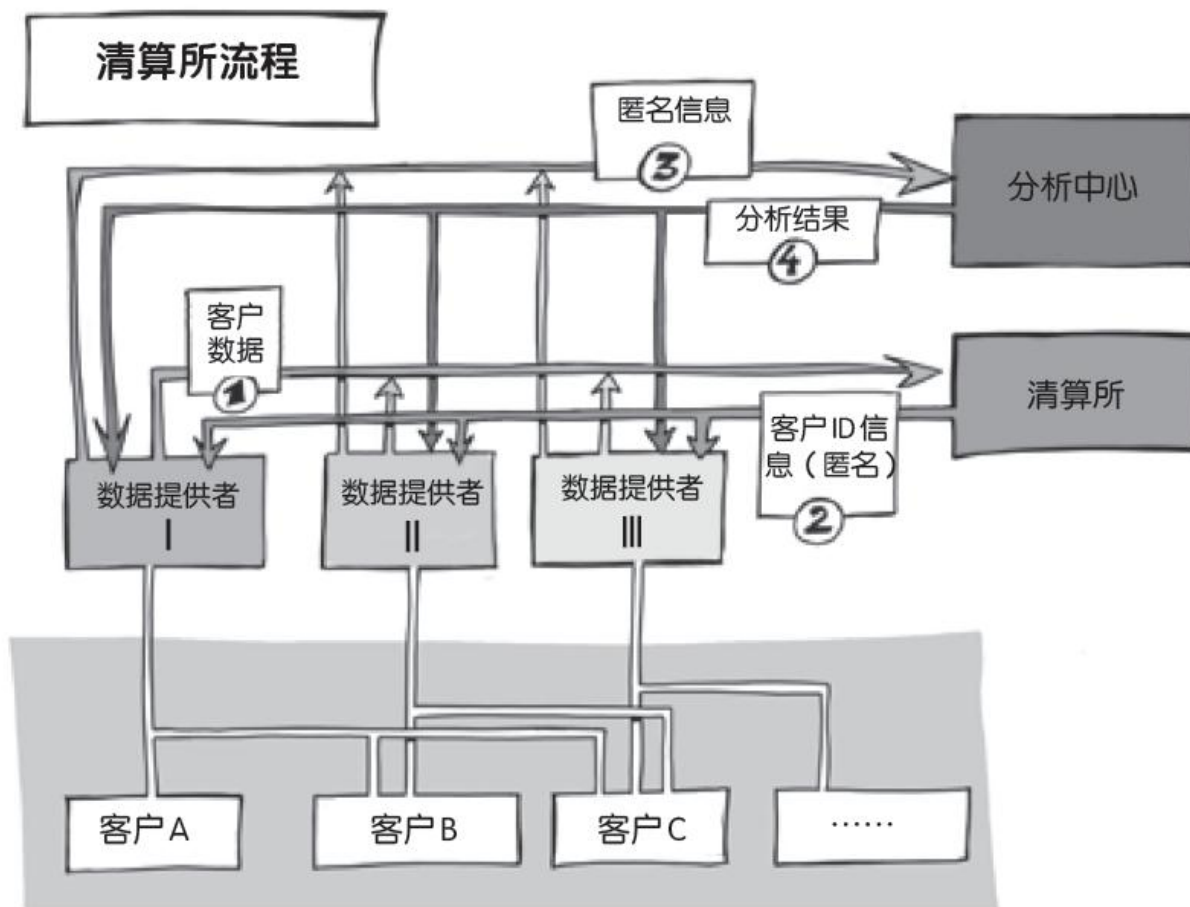 清算所流程
匿名信息
3
分析中心
分析结果
4
客户
数据
1
清算所
客户ID信
息(匿名)
2
数据提供者
I
数据提供者
II
数据提供者
III
客户A
客户B
客户C
……